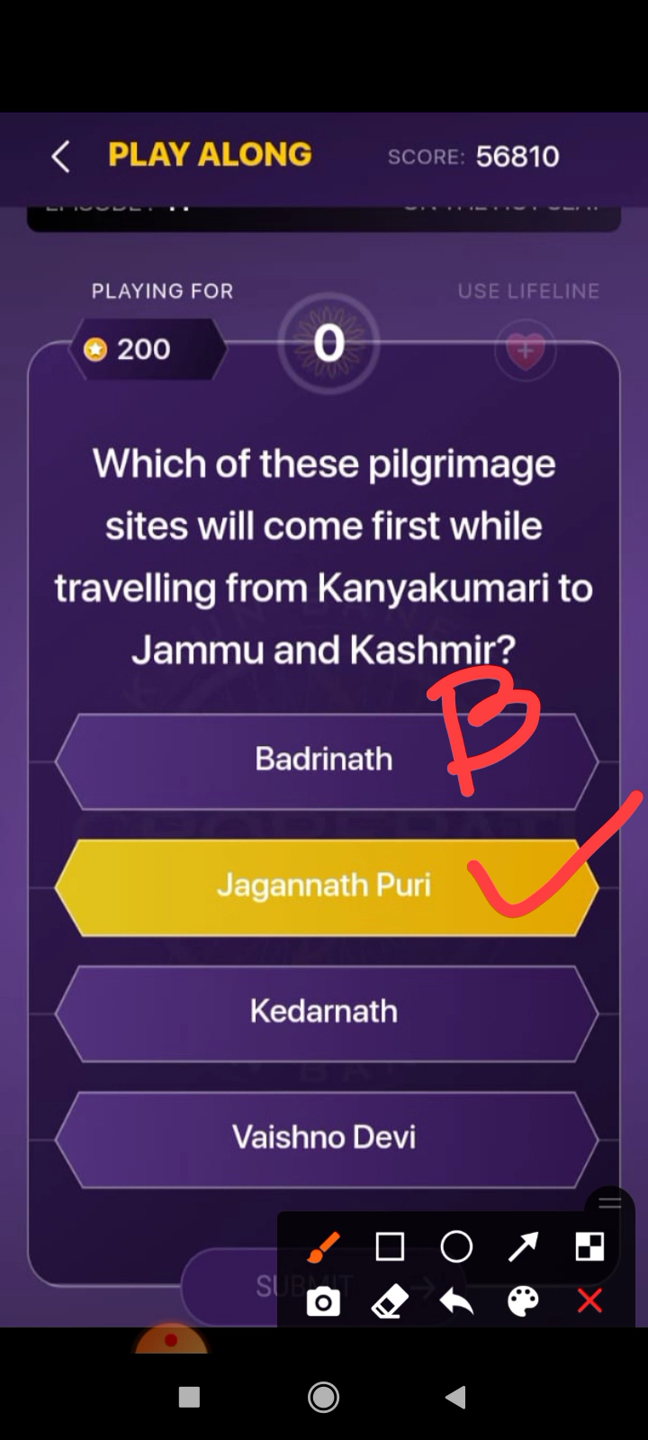 PLAY ALONG SCORE: 56810
PLAYING FOR USE LIFELINE
200 0
Which of these pilgrimage
sites will come first while
travelling from Kanyakumari to
Jammu and Kashmir?
B
Badrinath
Jagannath Puri
Kedarnath
Vaishno Devi
SUBMIT